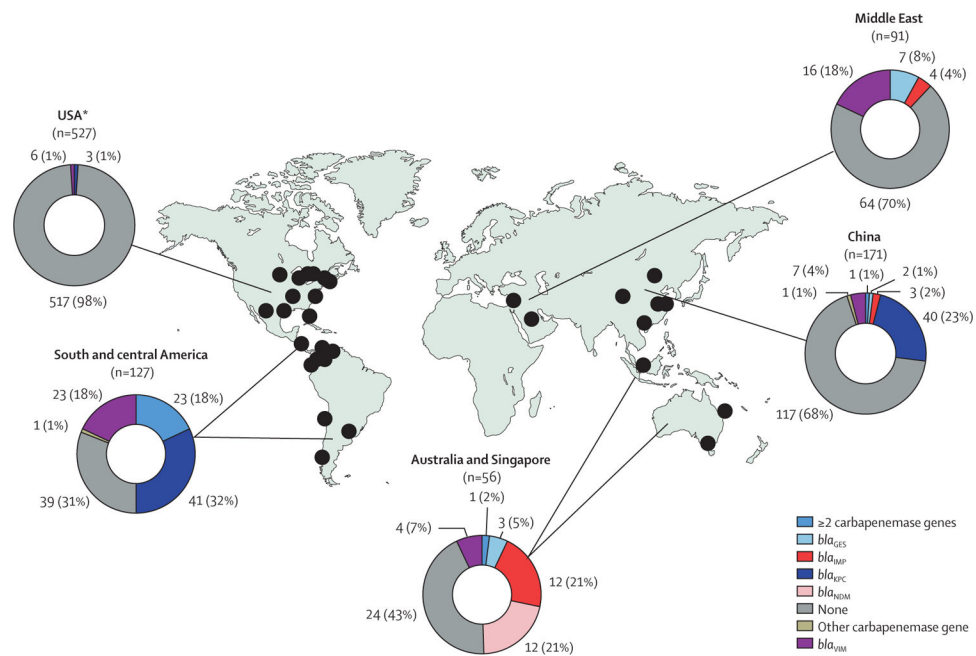 Middle East
(n=91)
7 (8%)
16 (18%)
4 (4%)
64 (70%)
USA*
(n=527)
6 (1%)
3 (1%)
517 (98%)
China
(n=171)
7 (4%)
1 (1%)
2 (1%)
1 (1%)
3 (2%)
40 (23%)
117 (68%)
South and central America
(n=127)
23 (18%)
23 (18%)
1 (1%)
39 (31%)
41 (32%)
Australia and Singapore
(n=56)
1 (2%)
4 (7%)
3 (5%)
12 (21%)
24 (43%)
12 (21%)
≥2 carbapenemase genes
blaGES
blaIMP
blaKPC
blaNDM
None
Other carbapenemase gene
blaVIM